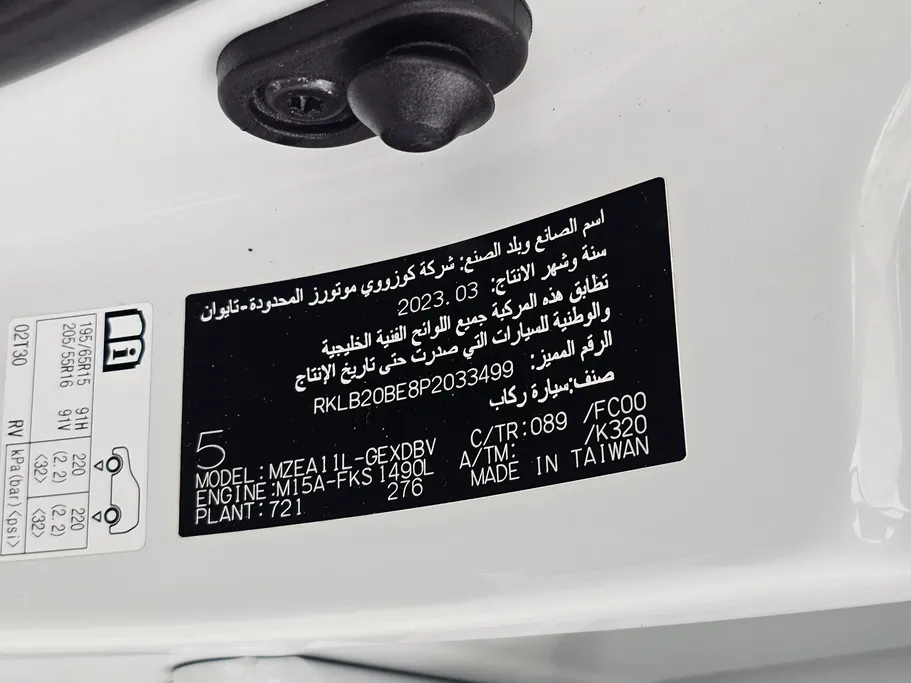 اسم الصانع وبلد الصنع: شركة كوزووي موتورز المحدودة-تايوان
سنة وشهر الانتاج: 2023.03
تطابق هذه المركبة جميع اللوائح الفنية الخليجية
والوطنية للسيارات التي صدرت حتى تاريخ الإنتاج
الرقم المميز: RKLB20BE8P2033499
صنف:سيارة ركاب
5
MODEL:MZEA11L-GEXDBV C/TR:089 /FC00
ENGINE:M15A-FKS 1490L A/TM: /K320
PLANT:721 276 MADE IN TAIWAN
195/65R15 91H 220 (2.2) <32> 220 (2.2) <32>
205/55R16 91V
02T30 RV kPa(bar)<psi>